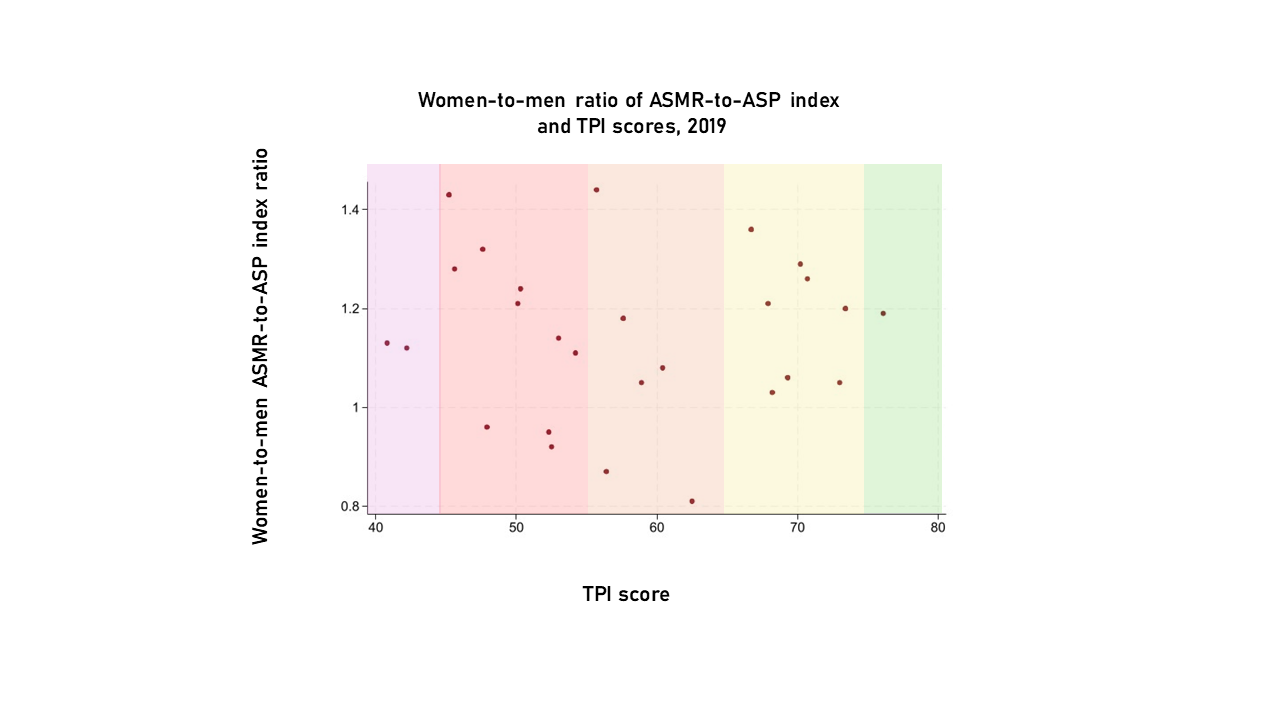 Women-to-men ratio of ASMR-to-ASP index
and TPI scores, 2019
Women-to-men ASMR-to-ASP index ratio
1.4
1.2
1
0.8
40 50 60 70 80
TPI score